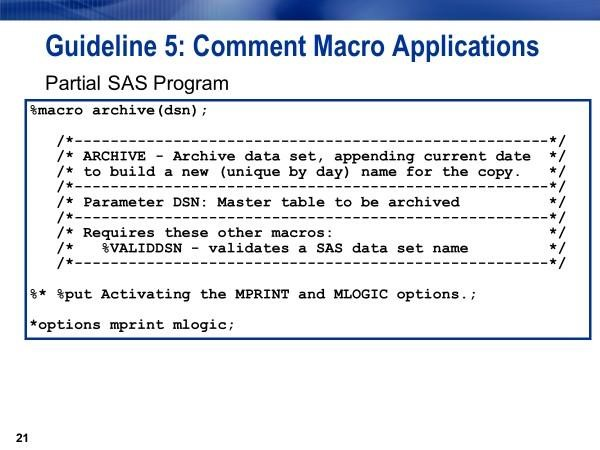 Guideline 5: Comment Macro Applications
Partial SAS Program
%macro archive(dsn);
/*------------------------------------------------------*/
/* ARCHIVE - Archive data set, appending current date  */
/* to build a new (unique by day) name for the copy.   */
/*------------------------------------------------------*/
/* Parameter DSN: Master table to be archived          */
/*------------------------------------------------------*/
/* Requires these other macros:                        */
/*   %VALIDDSN - validates a SAS data set name         */
/*------------------------------------------------------*/
%* %put Activating the MPRINT and MLOGIC options.;
*options mprint mlogic;
21